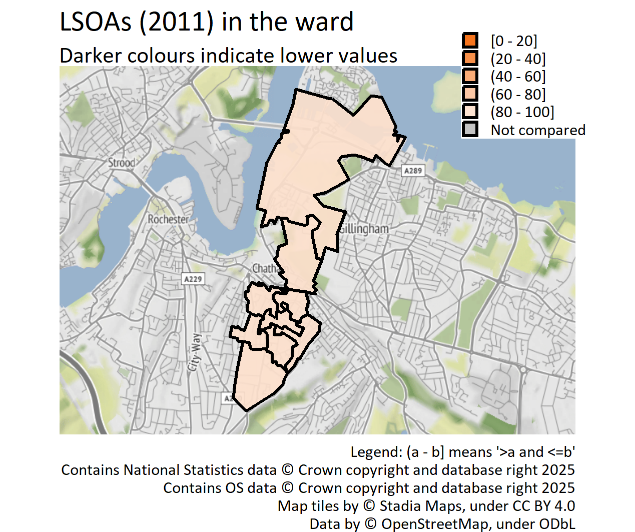 LSOAs (2011) in the ward
Darker colours indicate lower values
[0 - 20]
(20 - 40]
(40 - 60]
(60 - 80]
(80 - 100]
Not compared
Strood
A289
Rochester
Gillingham
Chath
A229
City Way
Legend: (a - b] means '>a and <=b'
Contains National Statistics data © Crown copyright and database right 2025
Contains OS data © Crown copyright and database right 2025
Map tiles by © Stadia Maps, under CC BY 4.0
Data by © OpenStreetMap, under ODbL